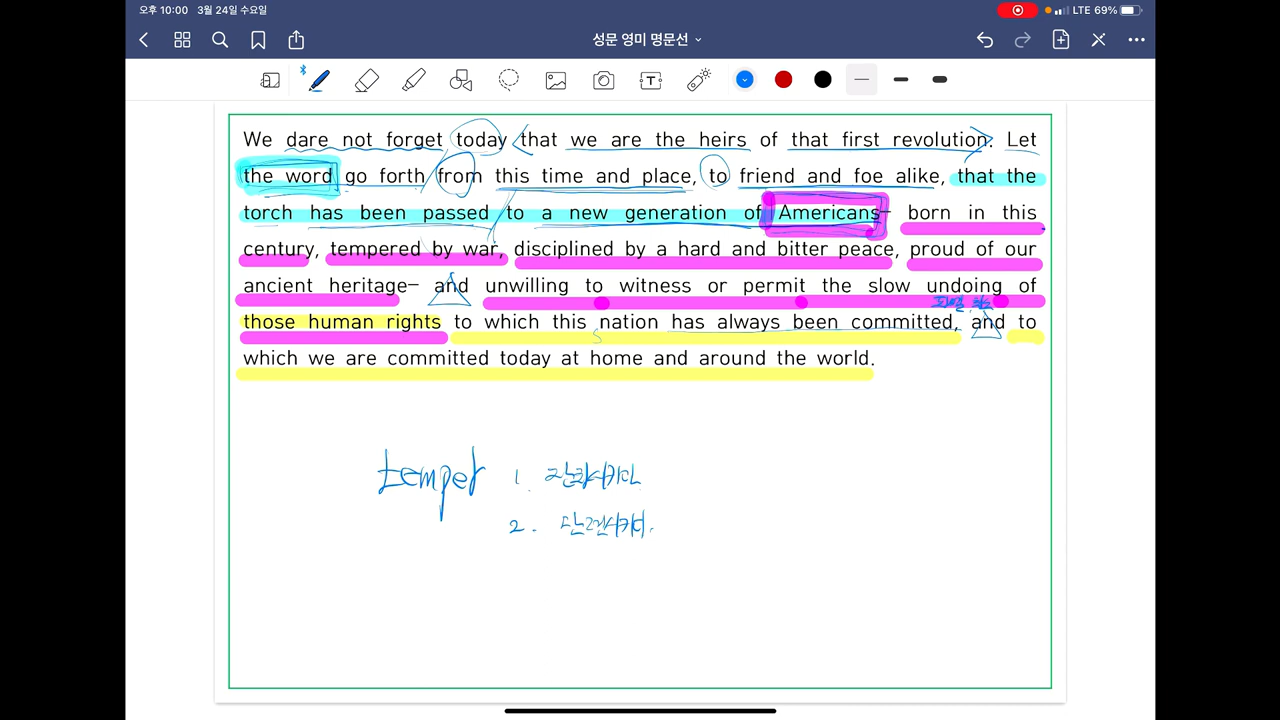 오후 10:00 3월 24일 수요일
LTE 69%
성문 영미 명문선
We dare not forget today that we are the heirs of that first revolution. Let
the word go forth from this time and place, to friend and foe alike, that the
torch has been passed to a new generation of Americans— born in this
century, tempered by war, disciplined by a hard and bitter peace, proud of our
ancient heritage— and unwilling to witness or permit the slow undoing of
파멸, 취소
those human rights to which this nation has always been committed, and to
S
which we are committed today at home and around the world.
temper 1. 진화시키다
2. 단련시키다.